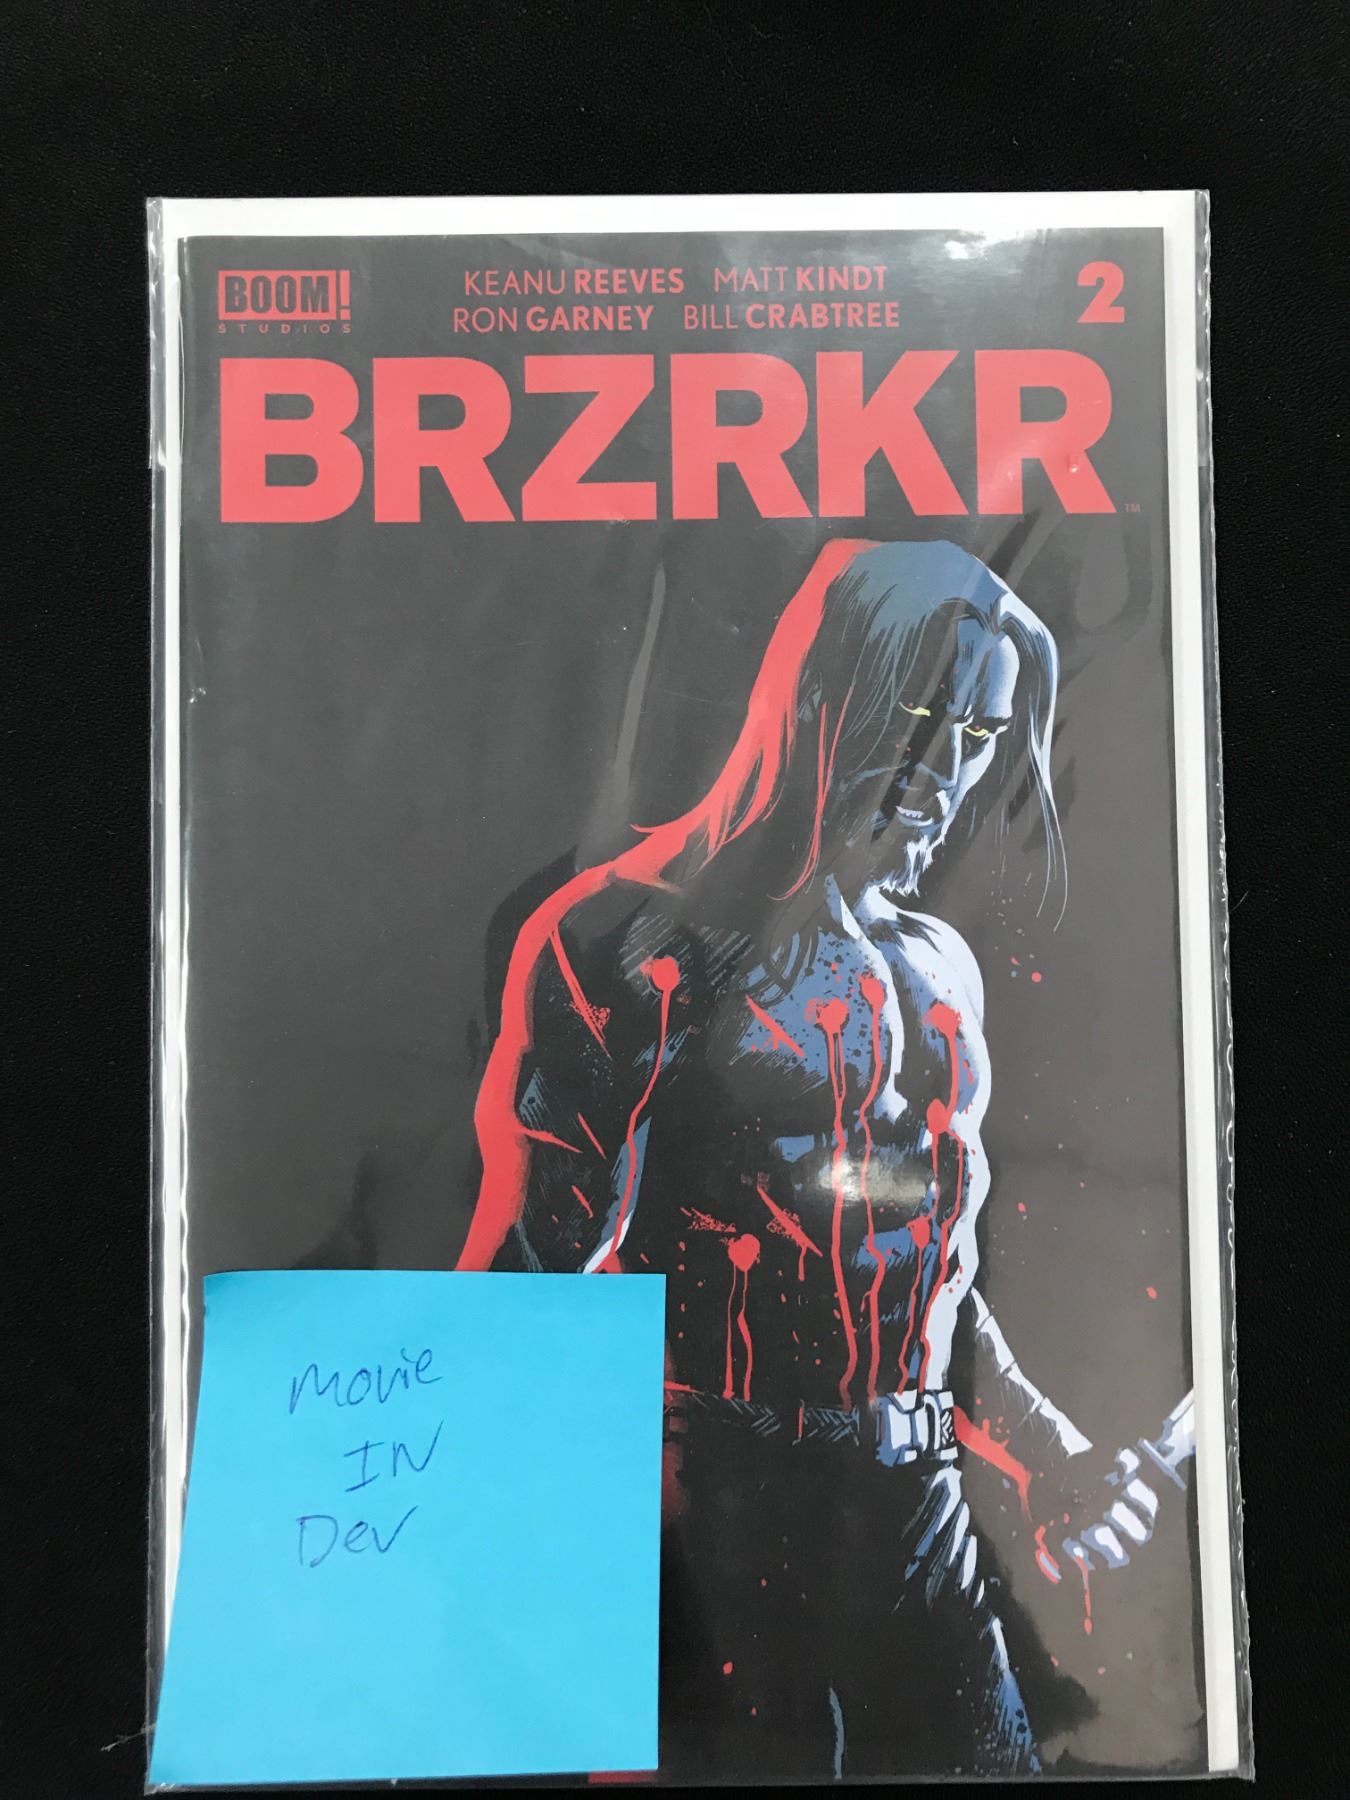 BOOM!
STUDIOS
KEANU REEVES MATT KINDT
RON GARNEY BILL CRABTREE
2
BRZRKR
TM
Movie
IN
Dev